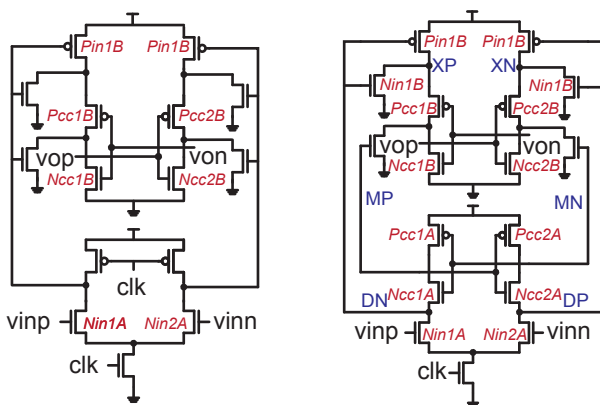 Pin1B Pin1B
Pcc1B Pcc2B
vop von
Ncc1B Ncc2B
clk
vinp Nin1A Nin2A vinn
clk
Pin1B Pin1B
XP XN
Nin1B Nin1B
Pcc1B Pcc2B
vop von
Ncc1B Ncc2B
MP MN
Pcc1A Pcc2A
DN Ncc1A Ncc2A DP
vinp Nin1A Nin2A vinn
clk